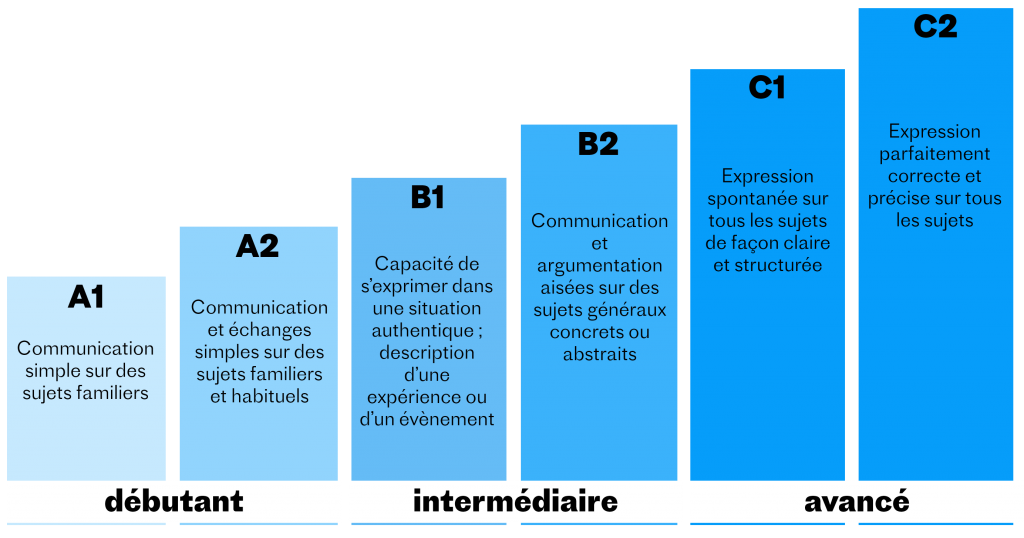 A1
Communication
simple sur des
sujets familiers
A2
Communication
et échanges
simples sur des
sujets familiers
et habituels
B1
Capacité de
s’exprimer dans
une situation
authentique ;
description
d’une
expérience ou
d’un évènement
B2
Communication
et
argumentation
aisées sur des
sujets généraux
concrets ou
abstraits
C1
Expression
spontanée sur
tous les sujets
de façon claire
et structurée
C2
Expression
parfaitement
correcte et
précise sur tous
les sujets
débutant
intermédiaire
avancé